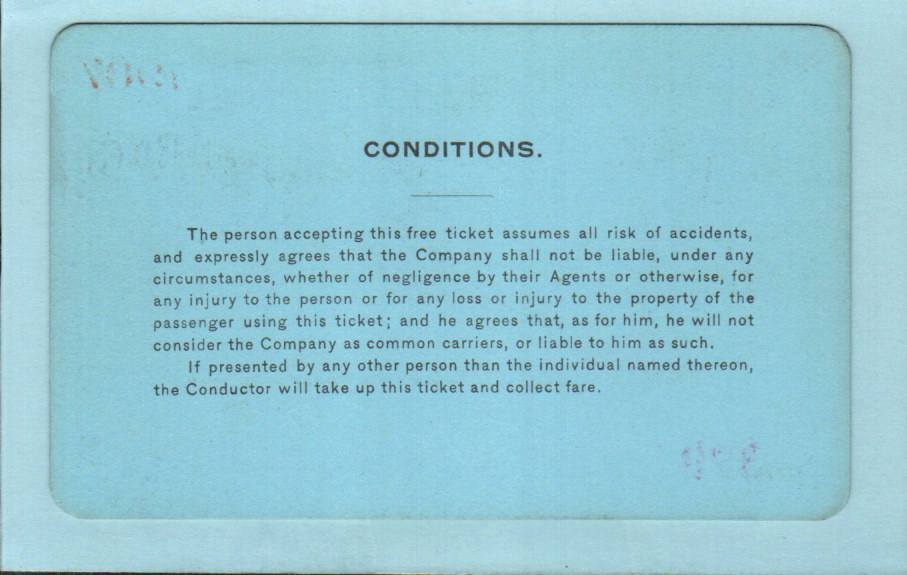 CONDITIONS.
The person accepting this free ticket assumes all risk of accidents,
and expressly agrees that the Company shall not be liable, under any
circumstances, whether of negligence by their Agents or otherwise, for
any injury to the person or for any loss or injury to the property of the
passenger using this ticket; and he agrees that, as for him, he will not
consider the Company as common carriers, or liable to him as such.
If presented by any other person than the individual named thereon,
the Conductor will take up this ticket and collect fare.